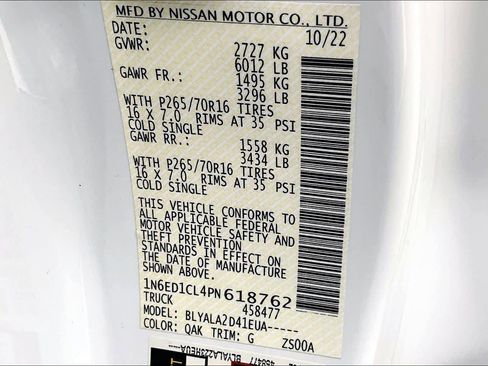 MFD BY NISSAN MOTOR CO., LTD.
DATE: 10/22
GVWR: 2727 KG
6012 LB
GAWR FR.: 1495 KG
3296 LB
WITH P265/70R16 TIRES
16 X 7.0 RIMS AT 35 PSI
COLD SINGLE
GAWR RR.: 1558 KG
3434 LB
WITH P265/70R16 TIRES
16 X 7.0 RIMS AT 35 PSI
COLD SINGLE
THIS VEHICLE CONFORMS TO
ALL APPLICABLE FEDERAL
MOTOR VEHICLE SAFETY AND
THEFT PREVENTION
STANDARDS IN EFFECT ON
THE DATE OF MANUFACTURE
SHOWN ABOVE.
1N6ED1CL4PN618762
TRUCK 458477
MODEL: BLYALA2D41EUA-----
COLOR: QAK TRIM: G ZS00A